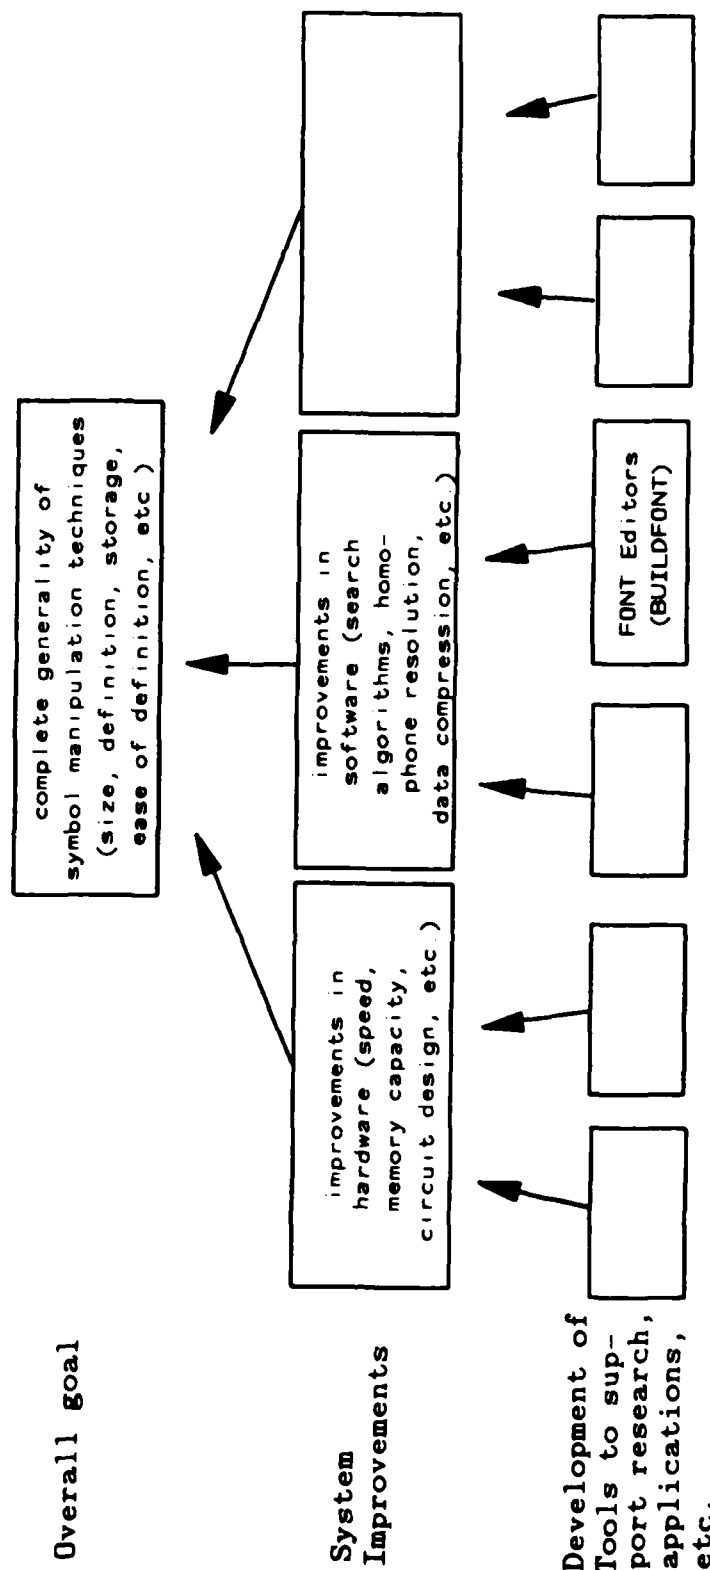 Overall goal
complete generality of
symbol manipulation techniques
(size, definition, storage,
ease of definition, etc )
System
Improvements
improvements in
hardware (speed,
memory capacity,
circuit design, etc.)
improvements in
software (search
algorithms, homo-
phone resolution,
data compression, etc.)
Development of
Tools to sup-
port research,
applications,
etc.
FONT Editors
(BUILDFONT)